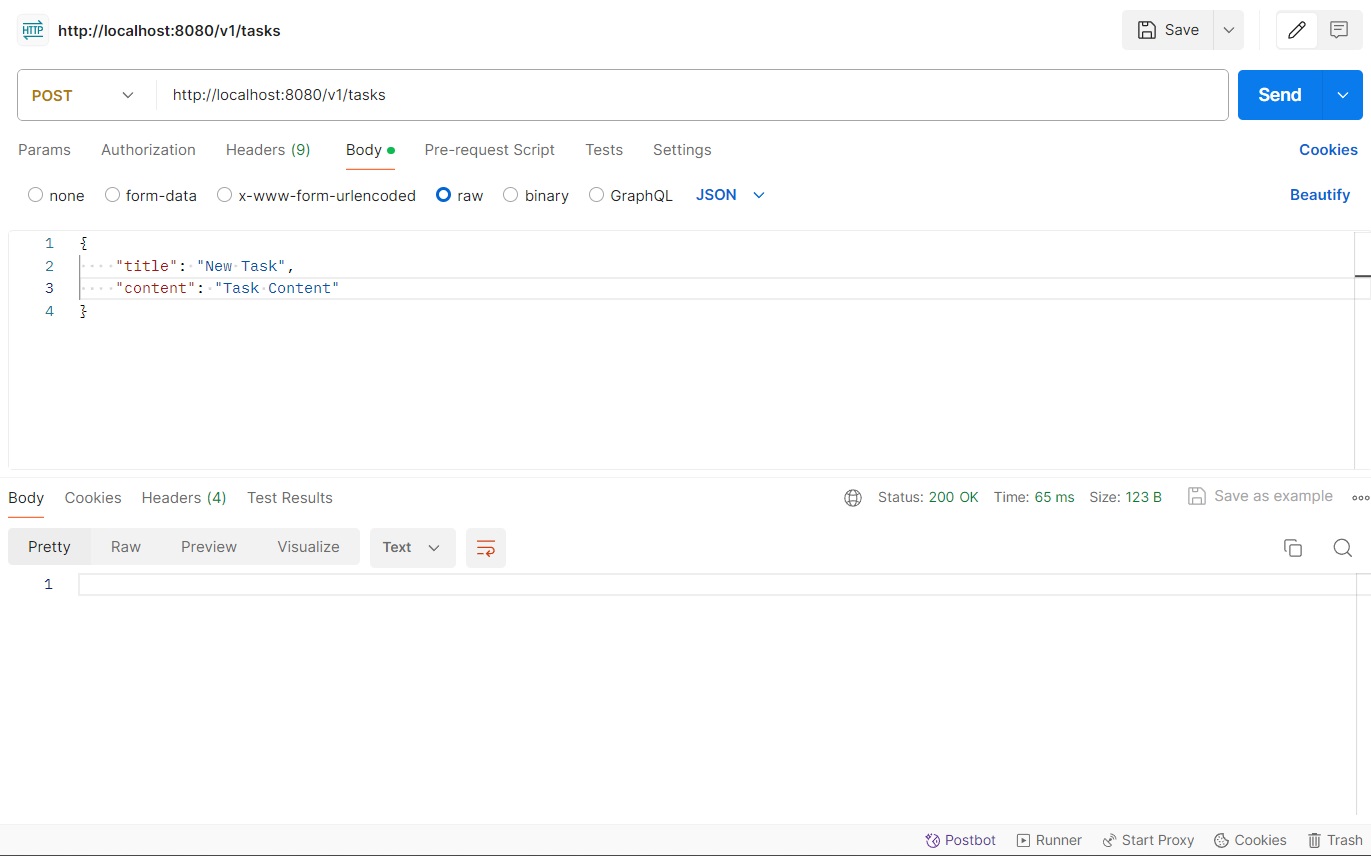 HTTP http://localhost:8080/v1/tasks Save
POST http://localhost:8080/v1/tasks Send
Params Authorization Headers (9) Body Pre-request Script Tests Settings Cookies
none form-data x-www-form-urlencoded raw binary GraphQL JSON Beautify
1 {
2 "title": "New Task",
3 "content": "Task Content"
4 }
Body Cookies Headers (4) Test Results Status: 200 OK Time: 65 ms Size: 123 B Save as example
Pretty Raw Preview Visualize Text
1
Postbot Runner Start Proxy Cookies Trash